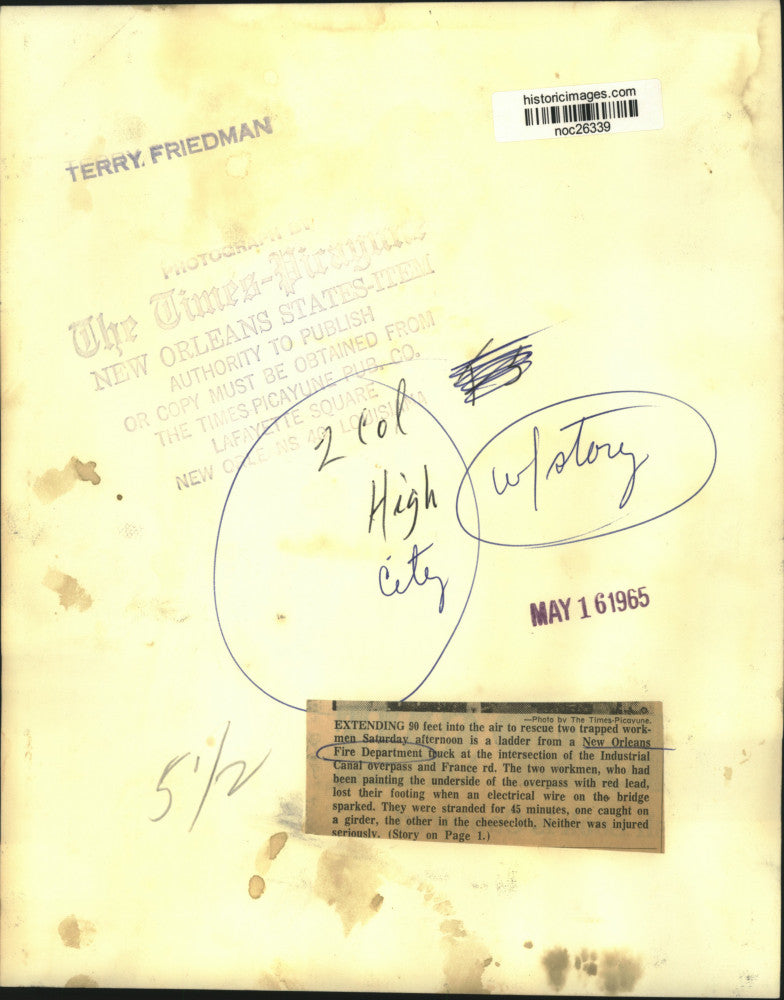 historicimages.com
noc26339
TERRY FRIEDMAN
PHOTOGRAPH BY
The Times-Picayune
NEW ORLEANS STATES-ITEM
AUTHORITY TO PUBLISH
OR COPY MUST BE OBTAINED FROM
THE TIMES-PICAYUNE PUB. CO.
LAFAYETTE SQUARE
NEW ORLEANS 40, LOUISIANA
2 col
High
city
w/story
MAY 16 1965
5 1/2
—Photo by The Times-Picayune.
EXTENDING 90 feet into the air to rescue two trapped work-
men Saturday afternoon is a ladder from a New Orleans
Fire Department truck at the intersection of the Industrial
Canal overpass and France rd. The two workmen, who had
been painting the underside of the overpass with red lead,
lost their footing when an electrical wire on the bridge
sparked. They were stranded for 45 minutes, one caught on
a girder, the other in the cheesecloth. Neither was injured
seriously. (Story on Page 1.)